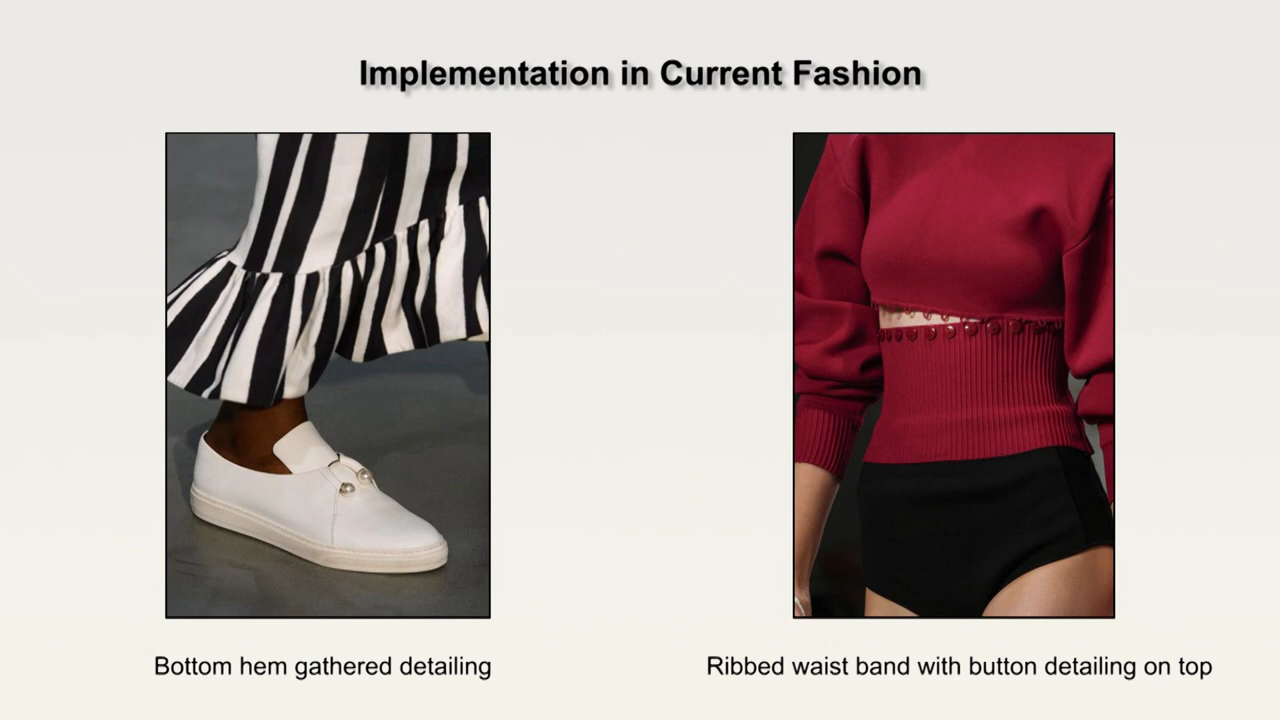 Implementation in Current Fashion
Bottom hem gathered detailing
Ribbed waist band with button detailing on top